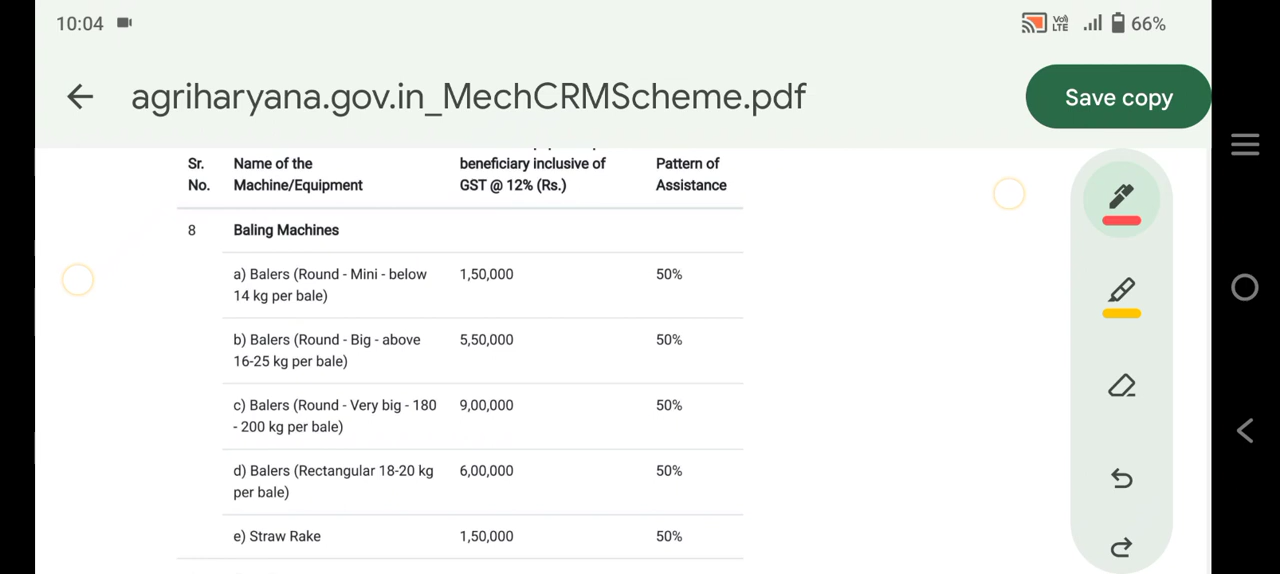 10:04
Vo) LTE 66%
agriharyana.gov.in_MechCRMScheme.pdf
Save copy
Sr. No.
Name of the Machine/Equipment
beneficiary inclusive of GST @ 12% (Rs.)
Pattern of Assistance
8 Baling Machines
a) Balers (Round - Mini - below 1,50,000 50%
14 kg per bale)
b) Balers (Round - Big - above 5,50,000 50%
16-25 kg per bale)
c) Balers (Round - Very big - 180 9,00,000 50%
- 200 kg per bale)
d) Balers (Rectangular 18-20 kg 6,00,000 50%
per bale)
e) Straw Rake 1,50,000 50%